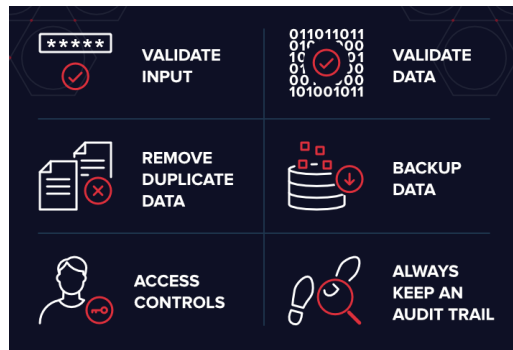 *****
VALIDATE
INPUT
011011011
VALIDATE
DATA
101001011
REMOVE
DUPLICATE
DATA
BACKUP
DATA
ACCESS
CONTROLS
ALWAYS
KEEP AN
AUDIT TRAIL